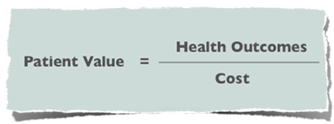 Health Outcomes
Patient Value =
Cost